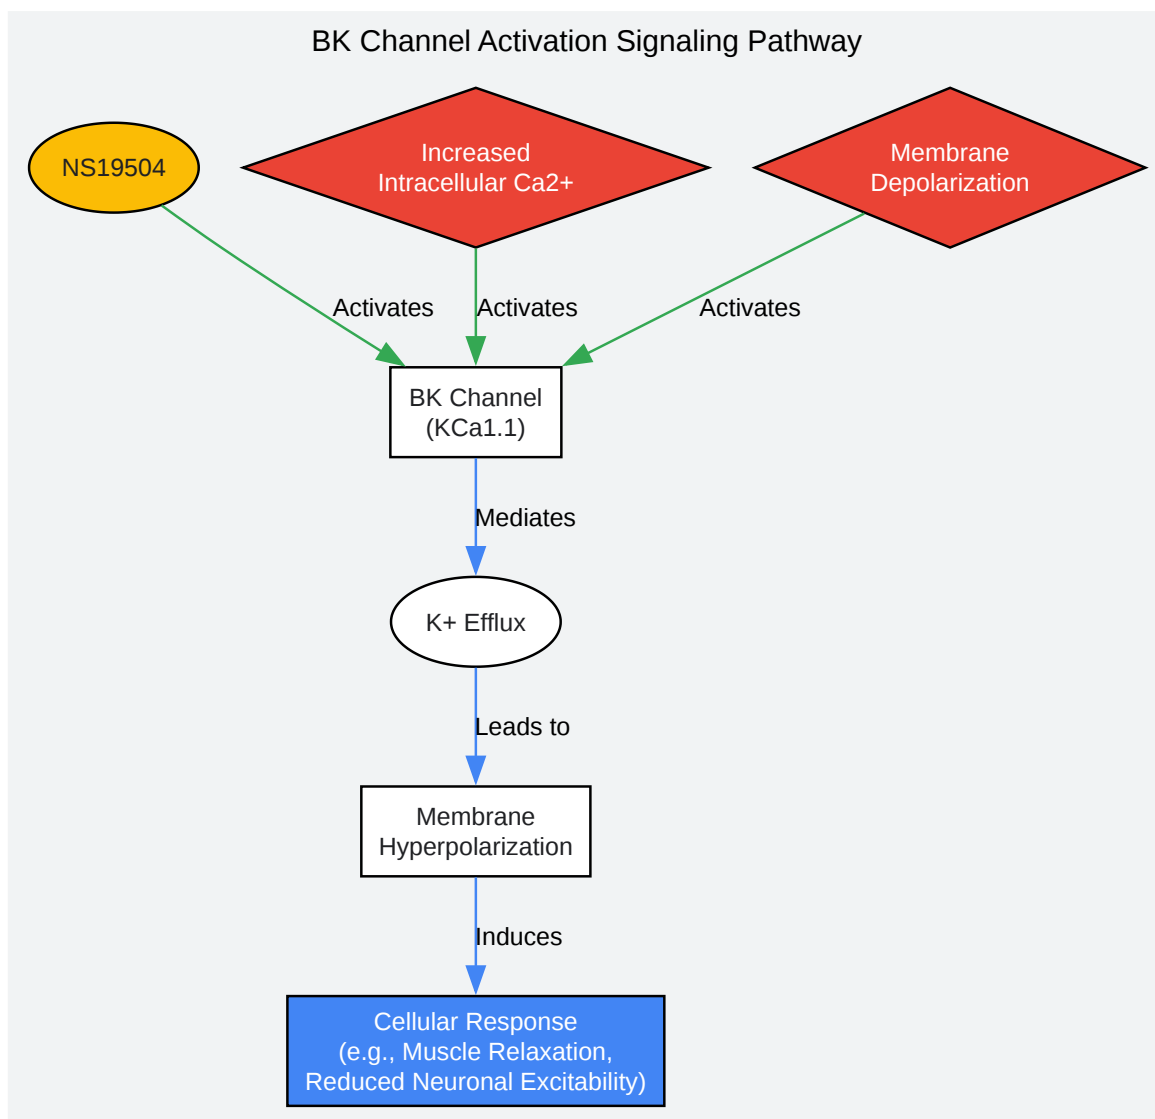 BK Channel Activation Signaling Pathway
NS19504
Increased
Intracellular Ca2+
Membrane
Depolarization
Activates
Activates
Activates
BK Channel
(KCa1.1)
Mediates
K+ Efflux
Leads to
Membrane
Hyperpolarization
Induces
Cellular Response
(e.g., Muscle Relaxation,
Reduced Neuronal Excitability)